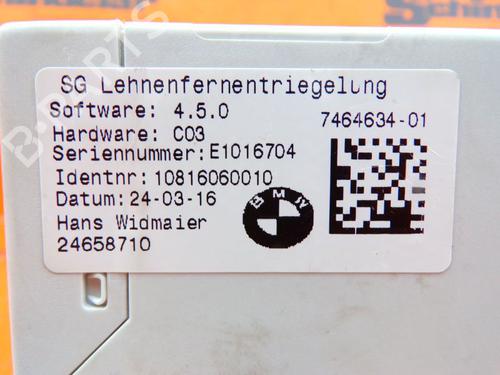 SG Lehnenfernentriegelung
Software: 4.5.0
7464634-01
Hardware: C03
Seriennummer:E1016704
Identnr:10816060010
Datum:24-03-16
BMW
Hans Widmaier
24658710
B-PARTS